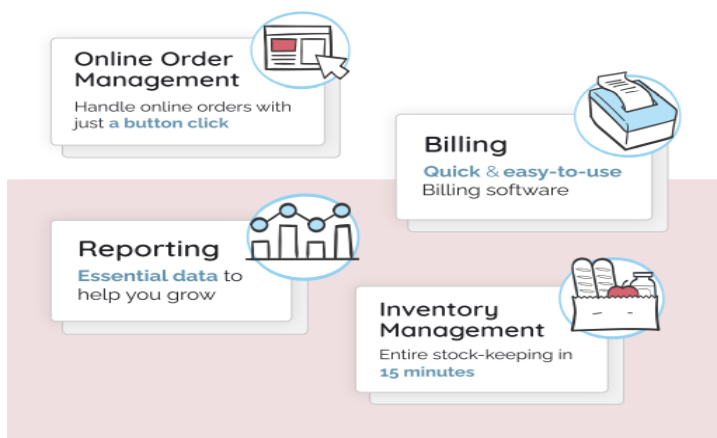 Online Order
Management
Handle online orders with
just a button click
Billing
Quick & easy-to-use
Billing software
Reporting
Essential data to
help you grow
Inventory
Management
Entire stock-keeping in
15 minutes